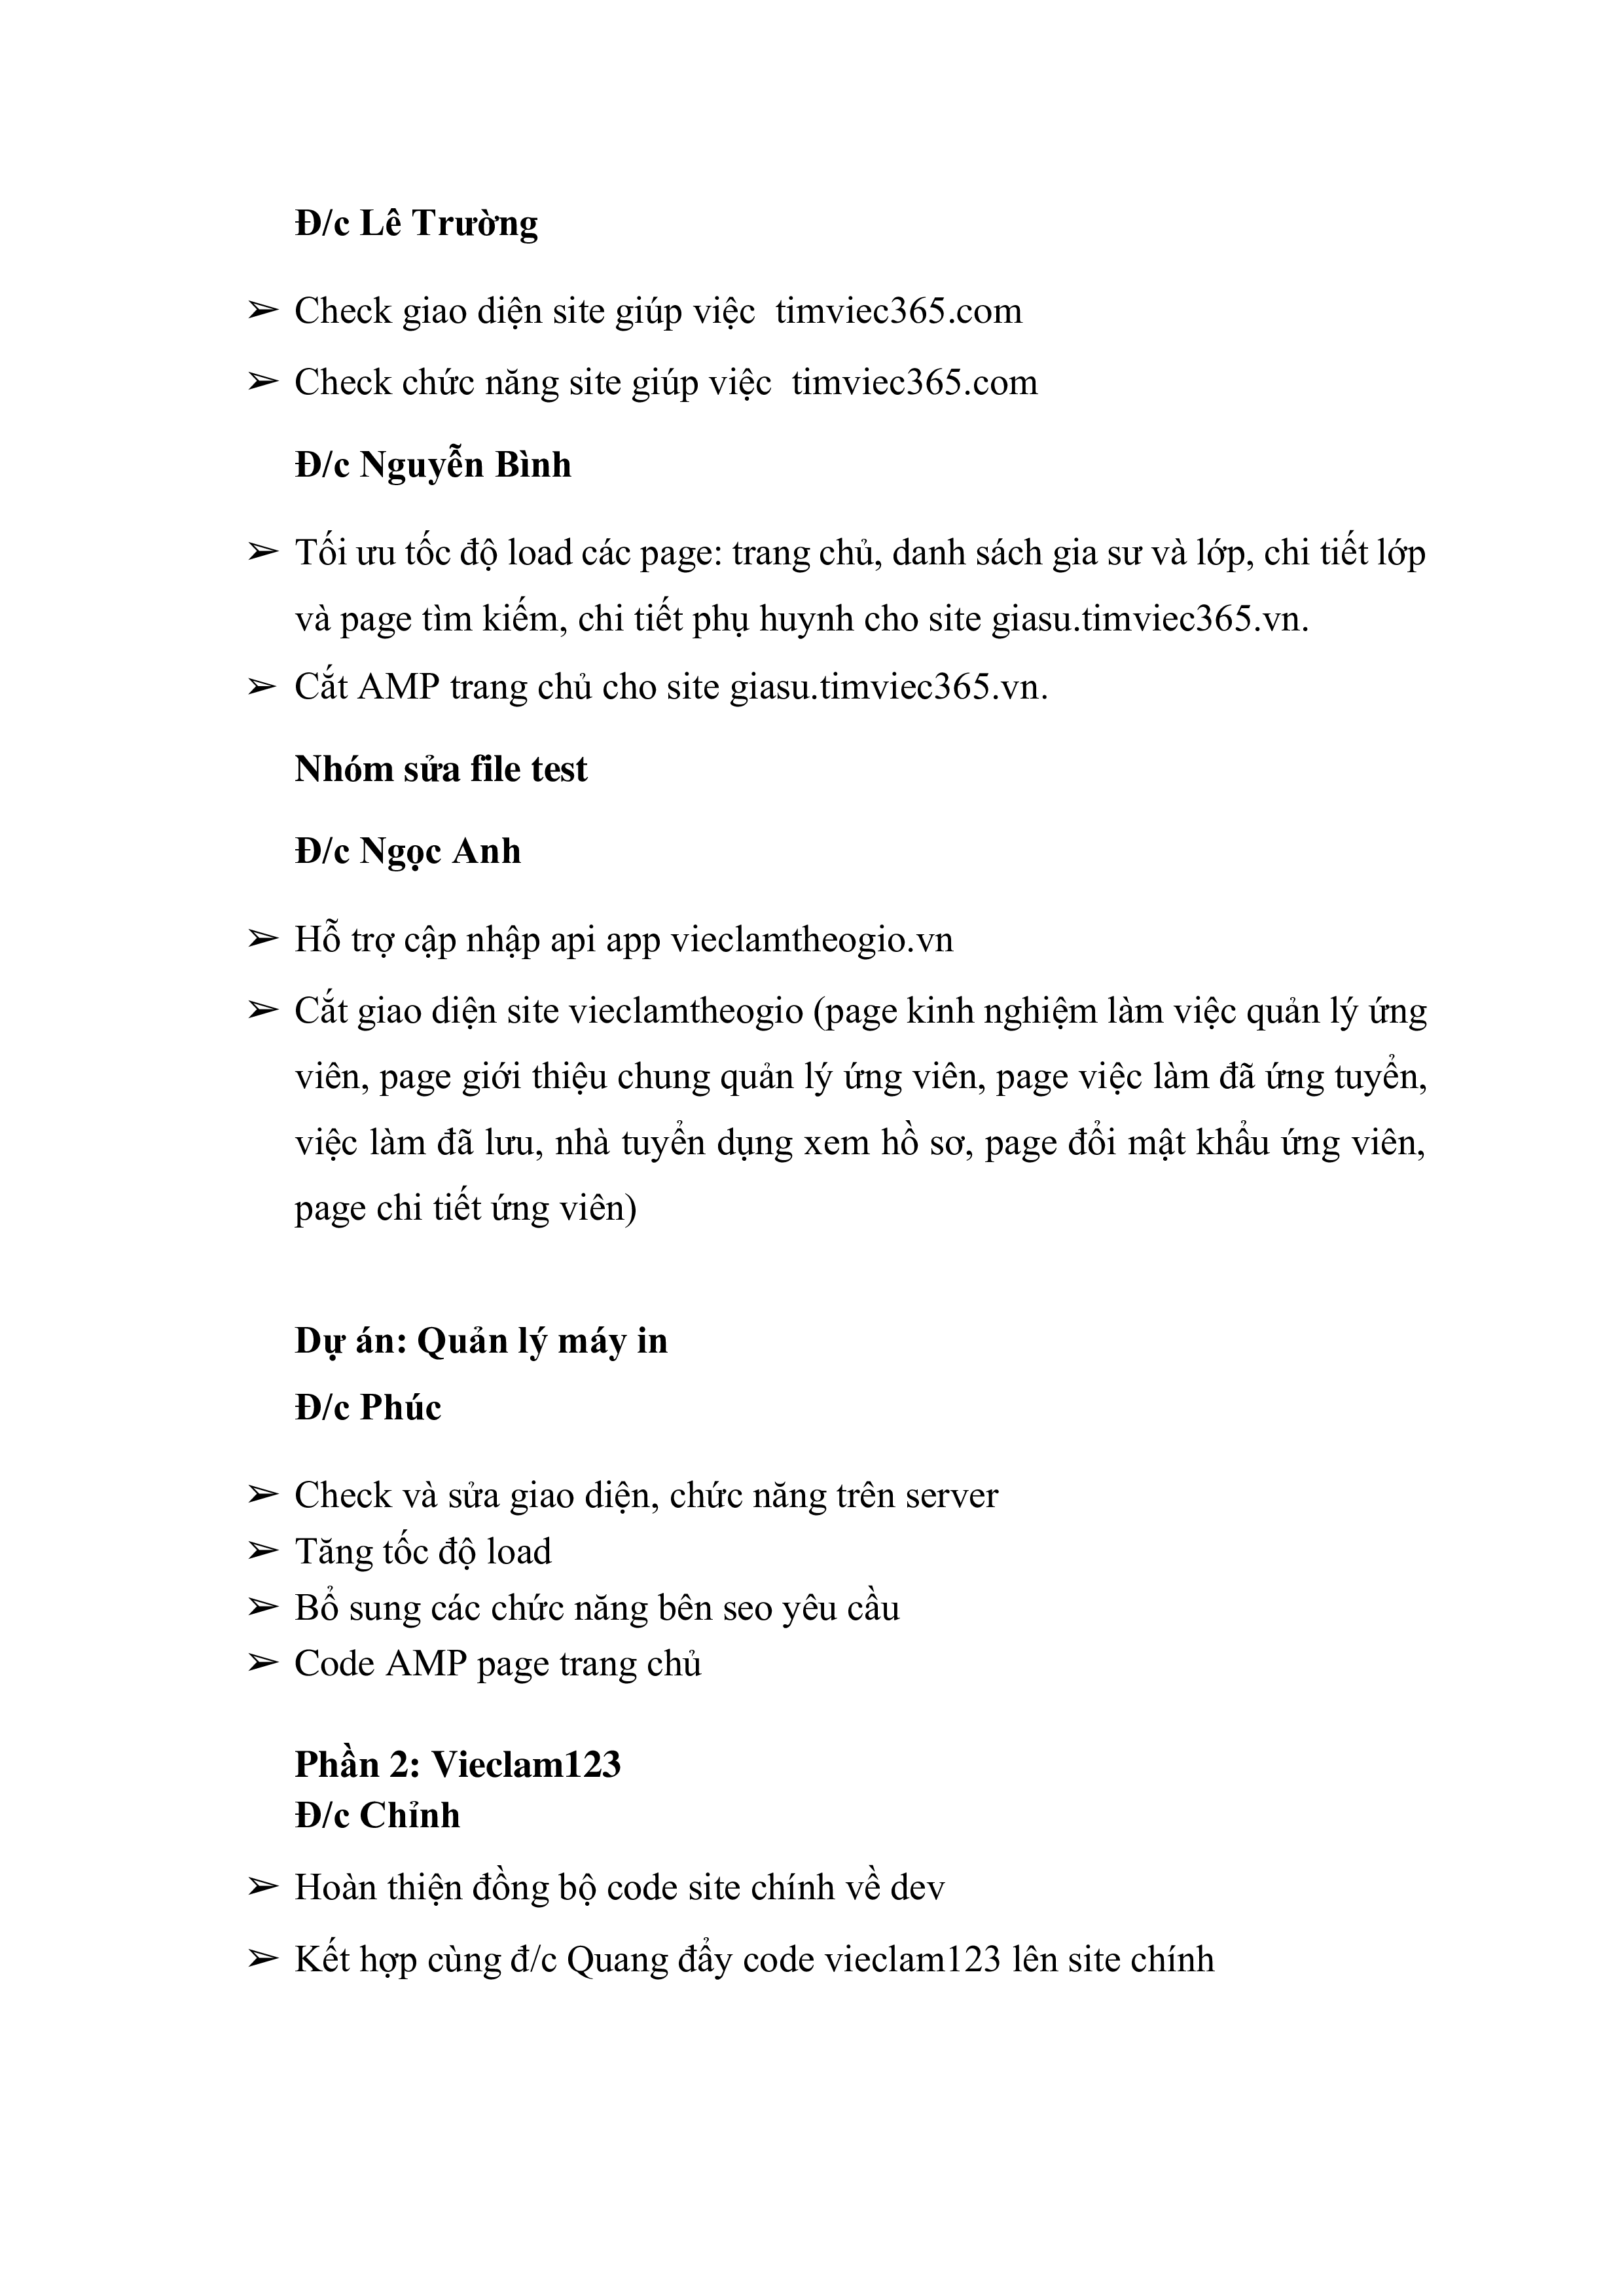 Đ/c Lê Trường
➢ Check giao diện site giúp việc  timviec365.com
➢ Check chức năng site giúp việc  timviec365.com
Đ/c Nguyễn Bình
➢ Tối ưu tốc độ load các page: trang chủ, danh sách gia sư và lớp, chi tiết lớp
và page tìm kiếm, chi tiết phụ huynh cho site giasu.timviec365.vn.
➢ Cắt AMP trang chủ cho site giasu.timviec365.vn.
Nhóm sửa file test
Đ/c Ngọc Anh
➢ Hỗ trợ cập nhập api app vieclamtheogio.vn
➢ Cắt giao diện site vieclamtheogio (page kinh nghiệm làm việc quản lý ứng
viên, page giới thiệu chung quản lý ứng viên, page việc làm đã ứng tuyển,
việc làm đã lưu, nhà tuyển dụng xem hồ sơ, page đổi mật khẩu ứng viên,
page chi tiết ứng viên)
Dự án: Quản lý máy in
Đ/c Phúc
➢ Check và sửa giao diện, chức năng trên server
➢ Tăng tốc độ load
➢ Bổ sung các chức năng bên seo yêu cầu
➢ Code AMP page trang chủ
Phần 2: Vieclam123
Đ/c Chỉnh
➢ Hoàn thiện đồng bộ code site chính về dev
➢ Kết hợp cùng đ/c Quang đẩy code vieclam123 lên site chính